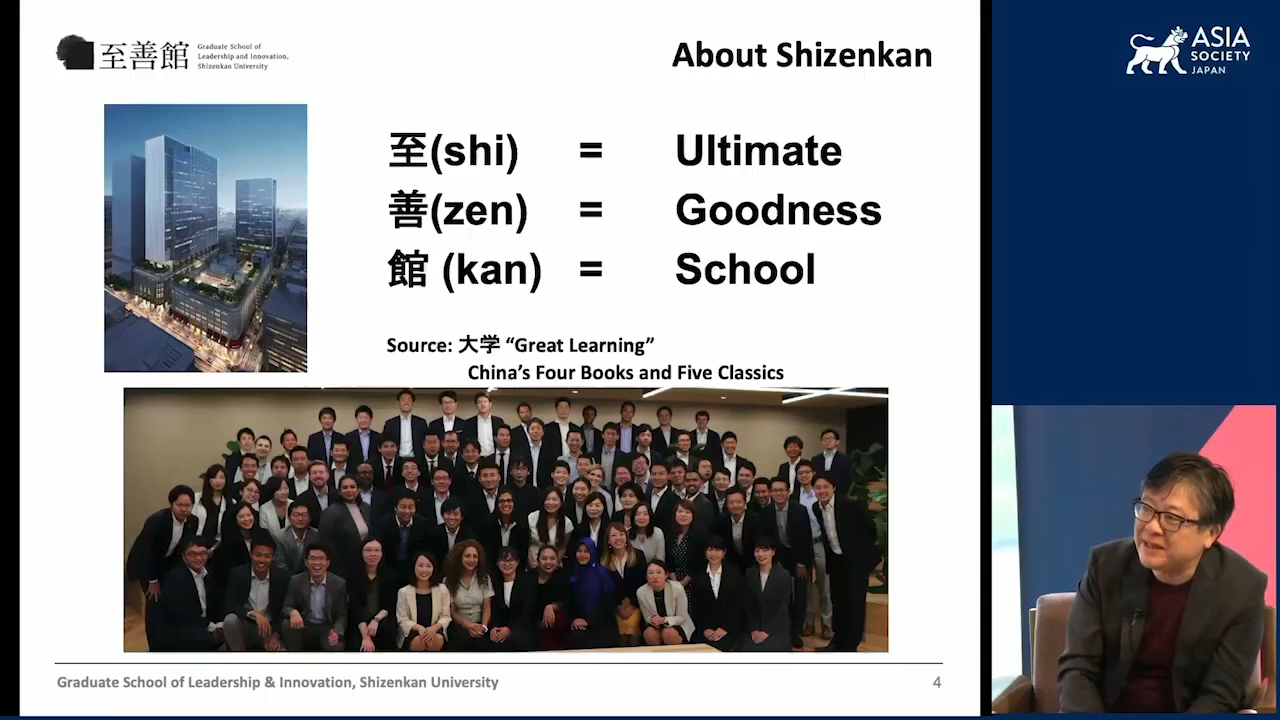 至善館
Graduate School of
Leadership and Innovation,
Shizenkan University
About Shizenkan
ASIA
SOCIETY
JAPAN
至(shi) = Ultimate
善(zen) = Goodness
館 (kan) = School
Source: 大学 “Great Learning”
China’s Four Books and Five Classics
Graduate School of Leadership & Innovation, Shizenkan University
4